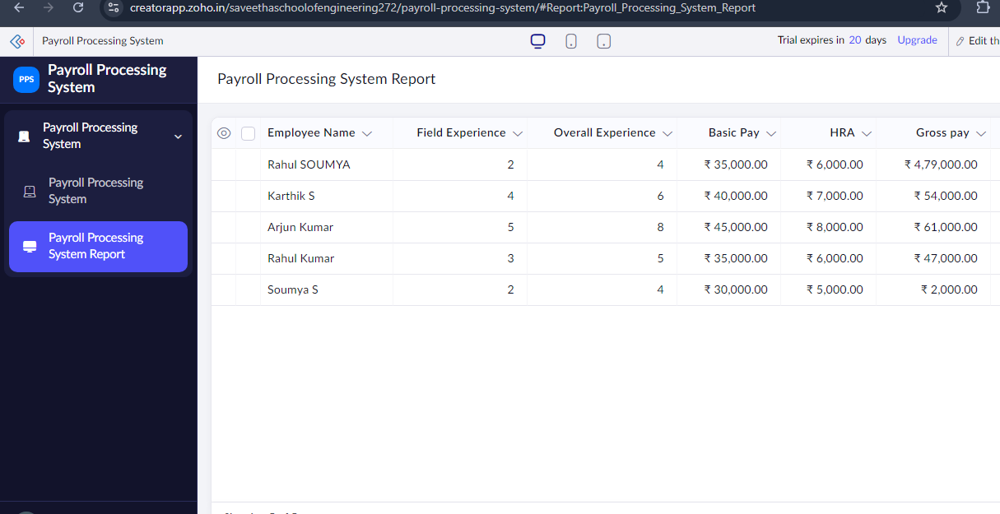 creatorapp.zoho.in/saveethaschoolofengineering272/payroll-processing-system/#Report:Payroll_Processing_System_Report
Payroll Processing System
Trial expires in 20 days Upgrade Edit th
PPS
Payroll Processing
System
Payroll Processing
System
Payroll Processing
System
Payroll Processing
System Report
Payroll Processing System Report
Employee Name Field Experience Overall Experience Basic Pay HRA Gross pay
Rahul SOUMYA 2 4 ₹ 35,000.00 ₹ 6,000.00 ₹ 4,79,000.00
Karthik S 4 6 ₹ 40,000.00 ₹ 7,000.00 ₹ 54,000.00
Arjun Kumar 5 8 ₹ 45,000.00 ₹ 8,000.00 ₹ 61,000.00
Rahul Kumar 3 5 ₹ 35,000.00 ₹ 6,000.00 ₹ 47,000.00
Soumya S 2 4 ₹ 30,000.00 ₹ 5,000.00 ₹ 2,000.00